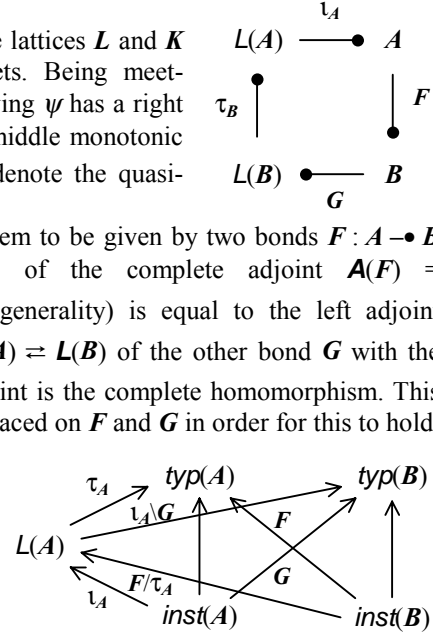 e lattices L and K
ets. Being meet-
ving ψ has a right
middle monotonic
denote the quasi-
ι_A
L(A) A
τ_B F
L(B) B
G
em to be given by two bonds F : A –●
of the complete adjoint A(F) =
generality) is equal to the left adjoin
A) ⇄ L(B) of the other bond G with the
int is the complete homomorphism. This
aced on F and G in order for this to hold
τ_A typ(A) typ(B)
ι_A\G F
L(A)
F/τ_A G
ι_A inst(A) inst(B)